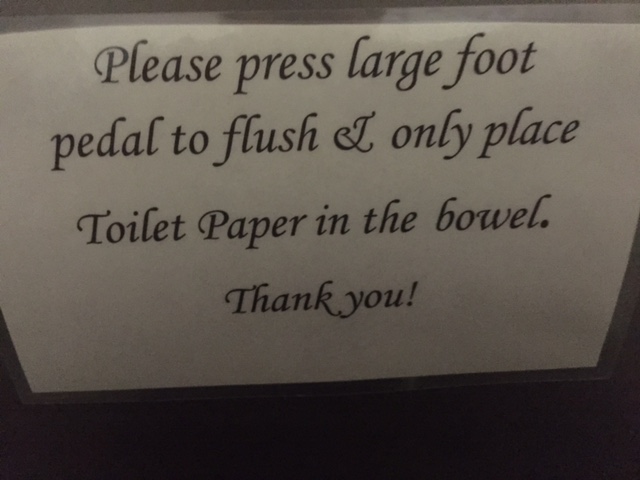 Please press large foot
pedal to flush & only place
Toilet Paper in the bowel.
Thank you!